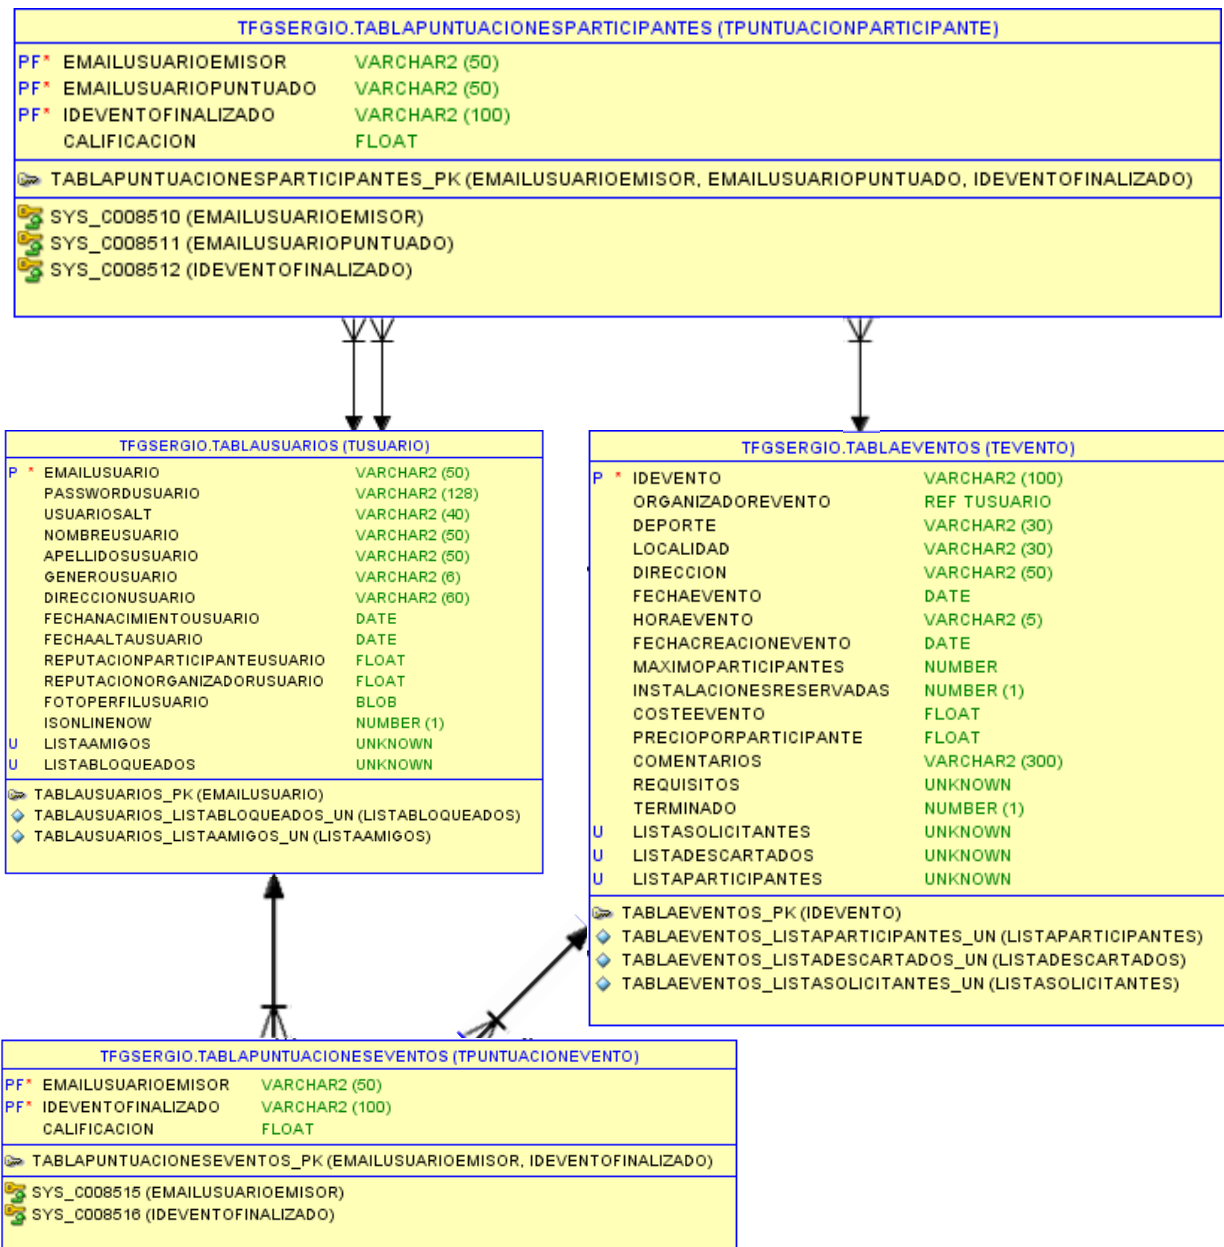 TFGSERGIO.TABLAPUNTUACIONESPARTICIPANTES (TPUNTUACIONPARTICIPANTE)
PF* EMAILUSUARIOEMISOR VARCHAR2 (50)
PF* EMAILUSUARIOPUNTUADO VARCHAR2 (50)
PF* IDEVENTOFINALIZADO VARCHAR2 (100)
CALIFICACION FLOAT
TABLAPUNTUACIONESPARTICIPANTES_PK (EMAILUSUARIOEMISOR, EMAILUSUARIOPUNTUADO, IDEVENTOFINALIZADO)
SYS_C008510 (EMAILUSUARIOEMISOR)
SYS_C008511 (EMAILUSUARIOPUNTUADO)
SYS_C008512 (IDEVENTOFINALIZADO)
TFGSERGIO.TABLAUSUARIOS (TUSUARIO)
P * EMAILUSUARIO VARCHAR2 (50)
PASSWORDUSUARIO VARCHAR2 (128)
USUARIOSALT VARCHAR2 (40)
NOMBREUSUARIO VARCHAR2 (50)
APELLIDOSUSUARIO VARCHAR2 (50)
GENEROUSUARIO VARCHAR2 (6)
DIRECCIONUSUARIO VARCHAR2 (60)
FECHANACIMIENTOUSUARIO DATE
FECHAALTAUSUARIO DATE
REPUTACIONPARTICIPANTEUSUARIO FLOAT
REPUTACIONORGANIZADORUSUARIO FLOAT
FOTOPERFILUSUARIO BLOB
ISONLINENOW NUMBER (1)
U LISTAAMIGOS UNKNOWN
U LISTABLOQUEADOS UNKNOWN
TABLAUSUARIOS_PK (EMAILUSUARIO)
TABLAUSUARIOS_LISTABLOQUEADOS_UN (LISTABLOQUEADOS)
TABLAUSUARIOS_LISTAAMIGOS_UN (LISTAAMIGOS)
TFGSERGIO.TABLAEVENTOS (TEVENTO)
P * IDEVENTO VARCHAR2 (100)
ORGANIZADOREVENTO REF TUSUARIO
DEPORTE VARCHAR2 (30)
LOCALIDAD VARCHAR2 (30)
DIRECCION VARCHAR2 (50)
FECHAEVENTO DATE
HORAEVENTO VARCHAR2 (5)
FECHACREACIONEVENTO DATE
MAXIMOPARTICIPANTES NUMBER
INSTALACIONESRESERVADAS NUMBER (1)
COSTEEVENTO FLOAT
PRECIOPORPARTICIPANTE FLOAT
COMENTARIOS VARCHAR2 (300)
REQUISITOS UNKNOWN
TERMINADO NUMBER (1)
U LISTASOLICITANTES UNKNOWN
U LISTADESCARTADOS UNKNOWN
U LISTAPARTICIPANTES UNKNOWN
TABLAEVENTOS_PK (IDEVENTO)
TABLAEVENTOS_LISTAPARTICIPANTES_UN (LISTAPARTICIPANTES)
TABLAEVENTOS_LISTADESCARTADOS_UN (LISTADESCARTADOS)
TABLAEVENTOS_LISTASOLICITANTES_UN (LISTASOLICITANTES)
TFGSERGIO.TABLAPUNTUACIONESEVENTOS (TPUNTUACIONEVENTO)
PF* EMAILUSUARIOEMISOR VARCHAR2 (50)
PF* IDEVENTOFINALIZADO VARCHAR2 (100)
CALIFICACION FLOAT
TABLAPUNTUACIONESEVENTOS_PK (EMAILUSUARIOEMISOR, IDEVENTOFINALIZADO)
SYS_C008515 (EMAILUSUARIOEMISOR)
SYS_C008516 (IDEVENTOFINALIZADO)